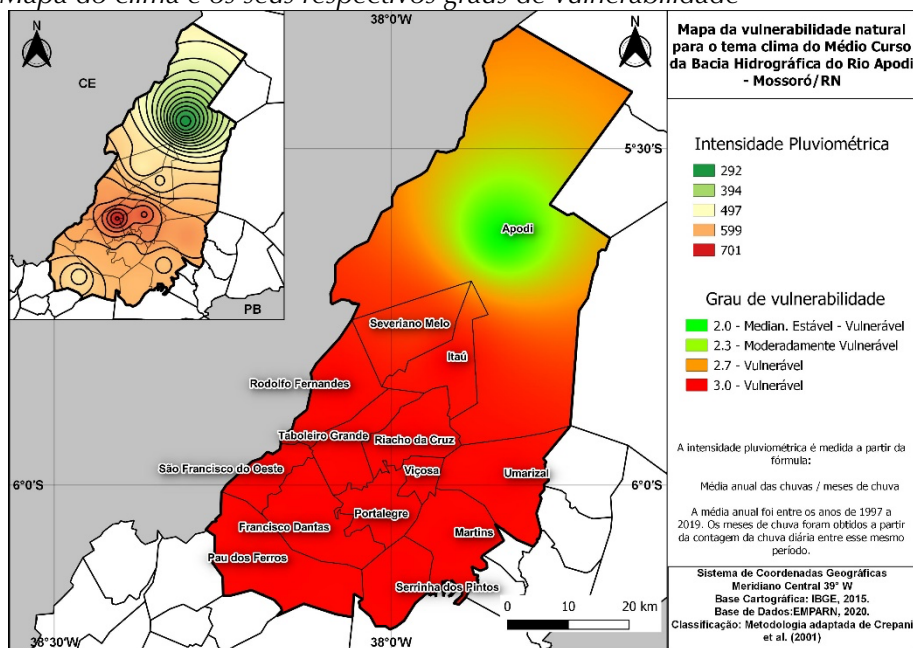 Mapa do clima e os seus respectivos graus de vulnerabilidade
38°0.0'W
CE
PB
5°30.0'S
Apodi
Severiano Melo
Itaú
Rodolfo Fernandes
Taboleiro Grande
Riacho da Cruz
São Francisco do Oeste
Viçosa
Umarizal
6°0.0'S
Portalegre
Francisco Dantas
Martins
Pau dos Ferros
Serrinha dos Pintos
0 10 20 km
38°30.0'W
38°0.0'W
Mapa da vulnerabilidade natural
para o tema clima do Médio Curso
da Bacia Hidrográfica do Rio Apodi
- Mossoró/RN
Intensidade Pluviométrica
292
394
497
599
701
Grau de vulnerabilidade
2.0 - Median. Estável - Vulnerável
2.3 - Moderadamente Vulnerável
2.7 - Vulnerável
3.0 - Vulnerável
A intensidade pluviométrica é medida a partir da
fórmula:
Média anual das chuvas / meses de chuva
A média anual foi entre os anos de 1997 a
2019. Os meses de chuva foram obtidos a partir
da contagem da chuva diária entre esse mesmo
período.
Sistema de Coordenadas Geográficas
Meridiano Central 39° W
Base Cartográfica: IBGE, 2015.
Base de Dados:EMPARN, 2020.
Classificação: Metodologia adaptada de Crepani
et al. (2001)